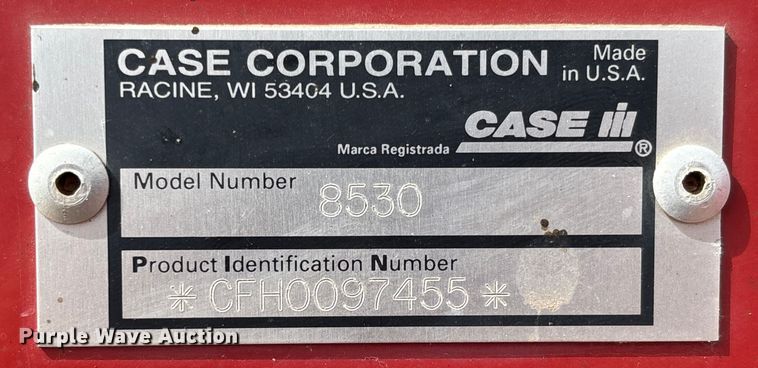 CASE CORPORATION
RACINE, WI 53404 U.S.A.
Made
in U.S.A.
Marca Registrada CASE IH ®
Model Number 8530
Product Identification Number
*CFH0097455*
Purple Wave Auction